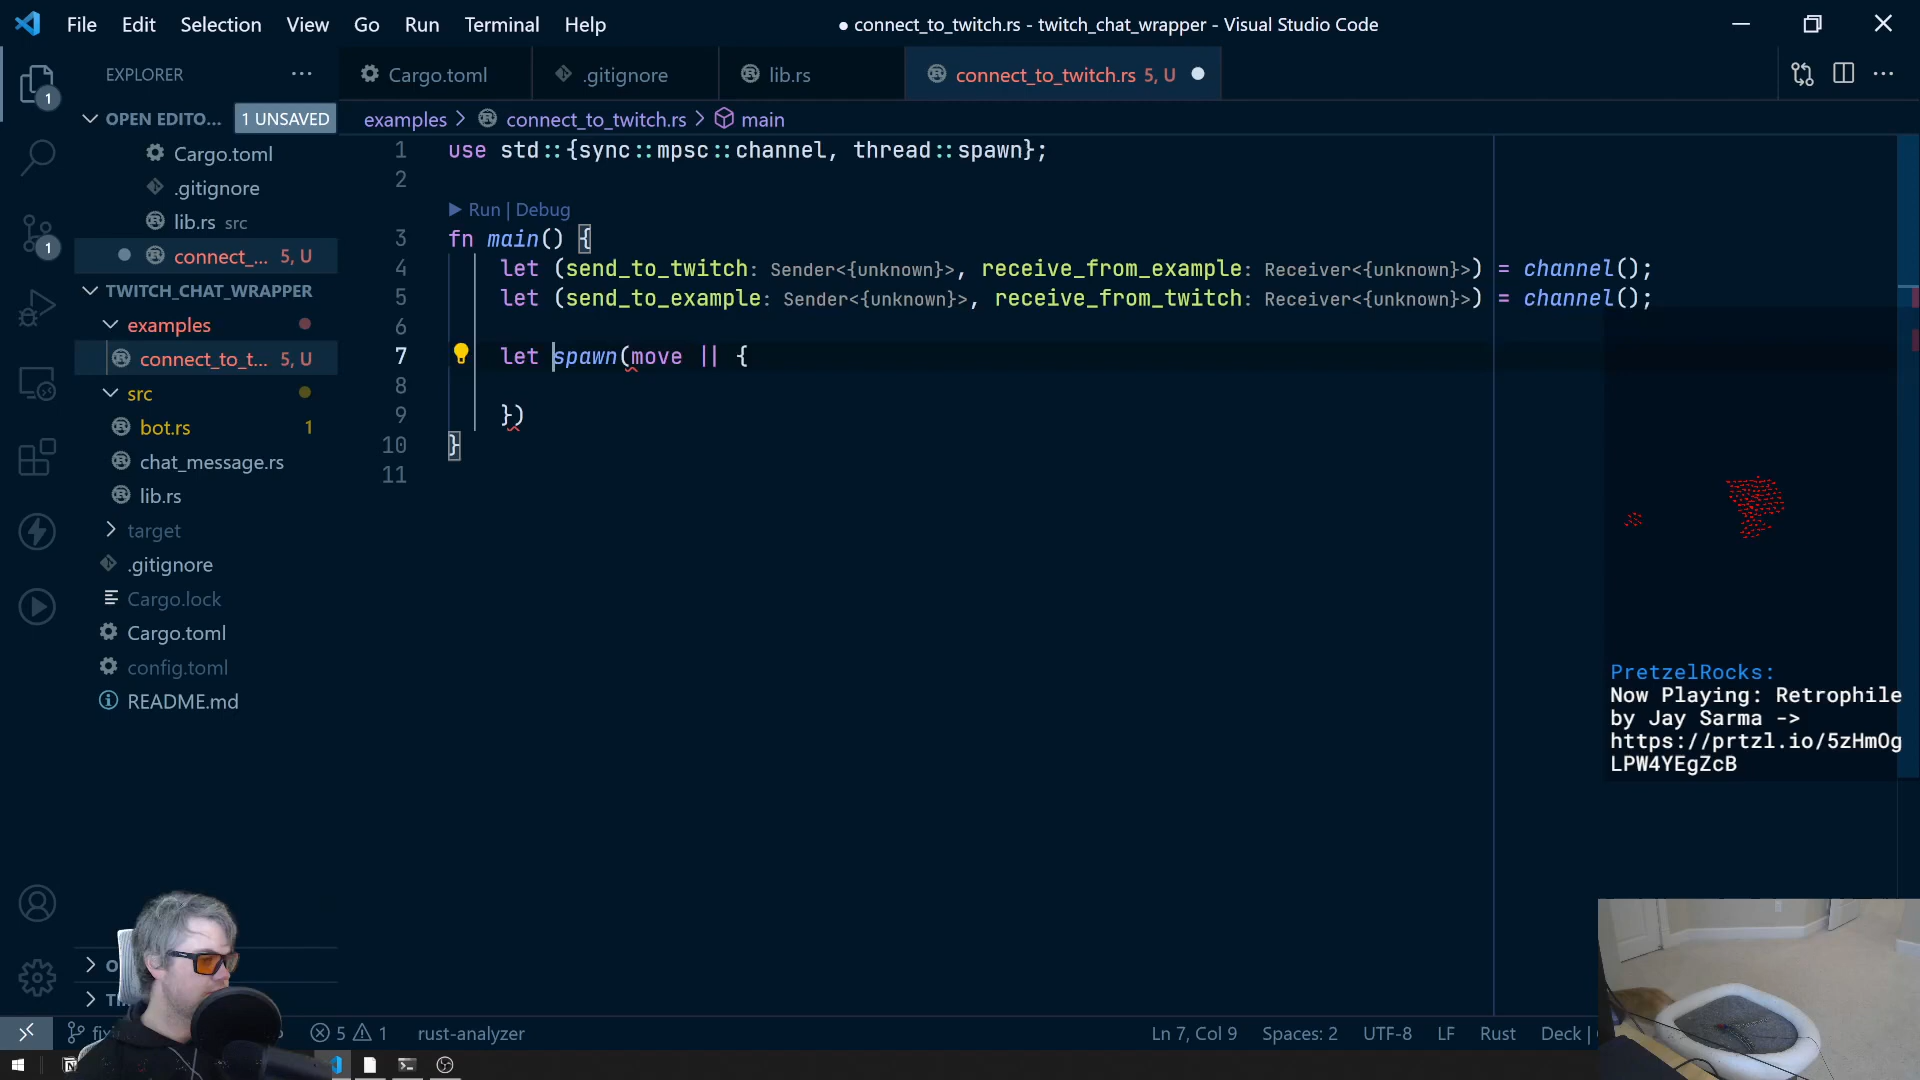 File Edit Selection View Go Run Terminal Help
● connect_to_twitch.rs - twitch_chat_wrapper - Visual Studio Code
EXPLORER
Cargo.toml
.gitignore
lib.rs
connect_to_twitch.rs 5, U
OPEN EDITO... 1 UNSAVED
Cargo.toml
.gitignore
lib.rs src
connect_... 5, U
TWITCH_CHAT_WRAPPER
examples
connect_to_t... 5, U
src
bot.rs 1
chat_message.rs
lib.rs
target
.gitignore
Cargo.lock
Cargo.toml
config.toml
README.md
1
1
examples > connect_to_twitch.rs > main
1 use std::{sync::mpsc::channel, thread::spawn};
2
Run | Debug
3 fn main() {
4 let (send_to_twitch: Sender<{unknown}>, receive_from_example: Receiver<{unknown}>) = channel();
5 let (send_to_example: Sender<{unknown}>, receive_from_twitch: Receiver<{unknown}>) = channel();
6
7 let spawn(move || {
8
9 })
10 }
11
PretzelRocks:
Now Playing: Retrophile
by Jay Sarma ->
https://prtzl.io/5zHmOg
LPW4YEgZcB
5 1 rust-analyzer
Ln 7, Col 9 Spaces: 2 UTF-8 LF Rust Deck